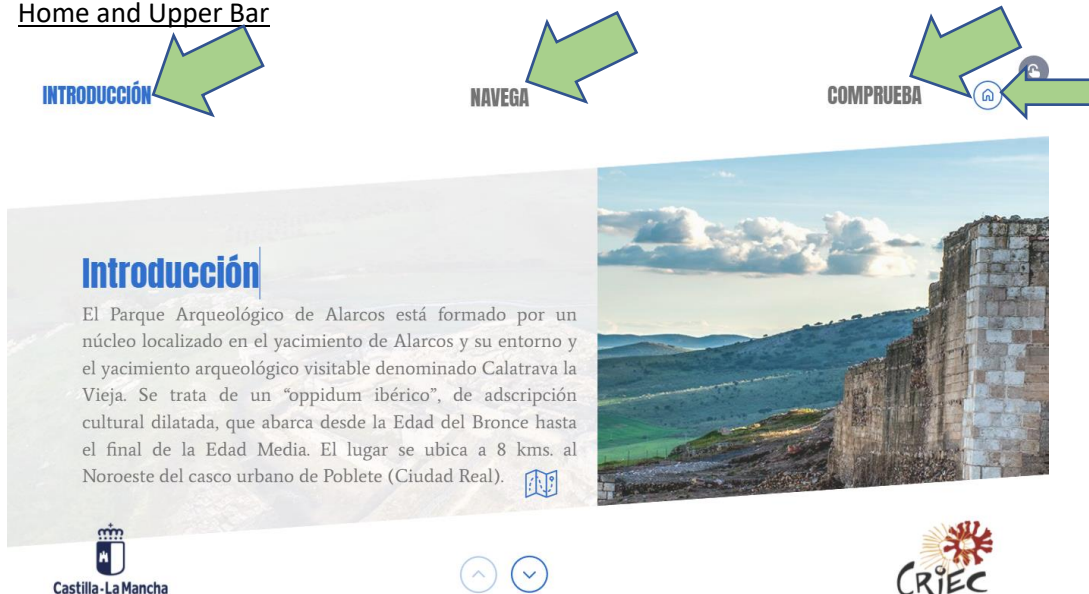 Home and Upper Bar
INTRODUCCIÓN
NAVEGA
COMPRUEBA
Introducción
El Parque Arqueológico de Alarcos está formado por un
núcleo localizado en el yacimiento de Alarcos y su entorno y
el yacimiento arqueológico visitable denominado Calatrava la
Vieja. Se trata de un “oppidum ibérico”, de adscripción
cultural dilatada, que abarca desde la Edad del Bronce hasta
el final de la Edad Media. El lugar se ubica a 8 kms. al
Noroeste del casco urbano de Poblete (Ciudad Real).
Castilla-La Mancha
CRIEC